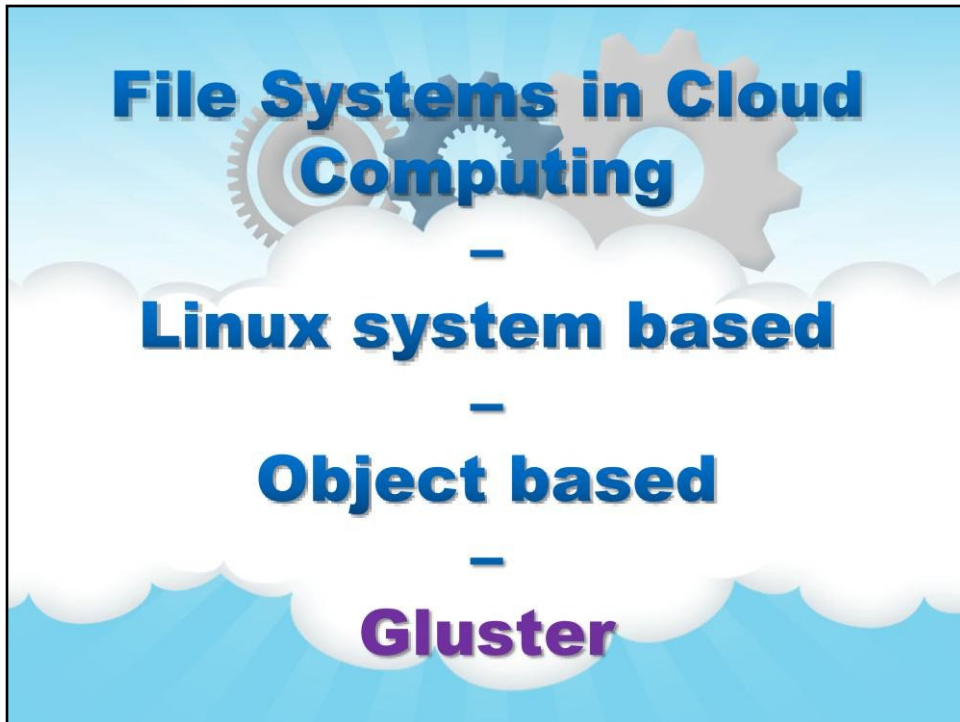 File Systems in Cloud
Computing
–
Linux system based
–
Object based
–
Gluster